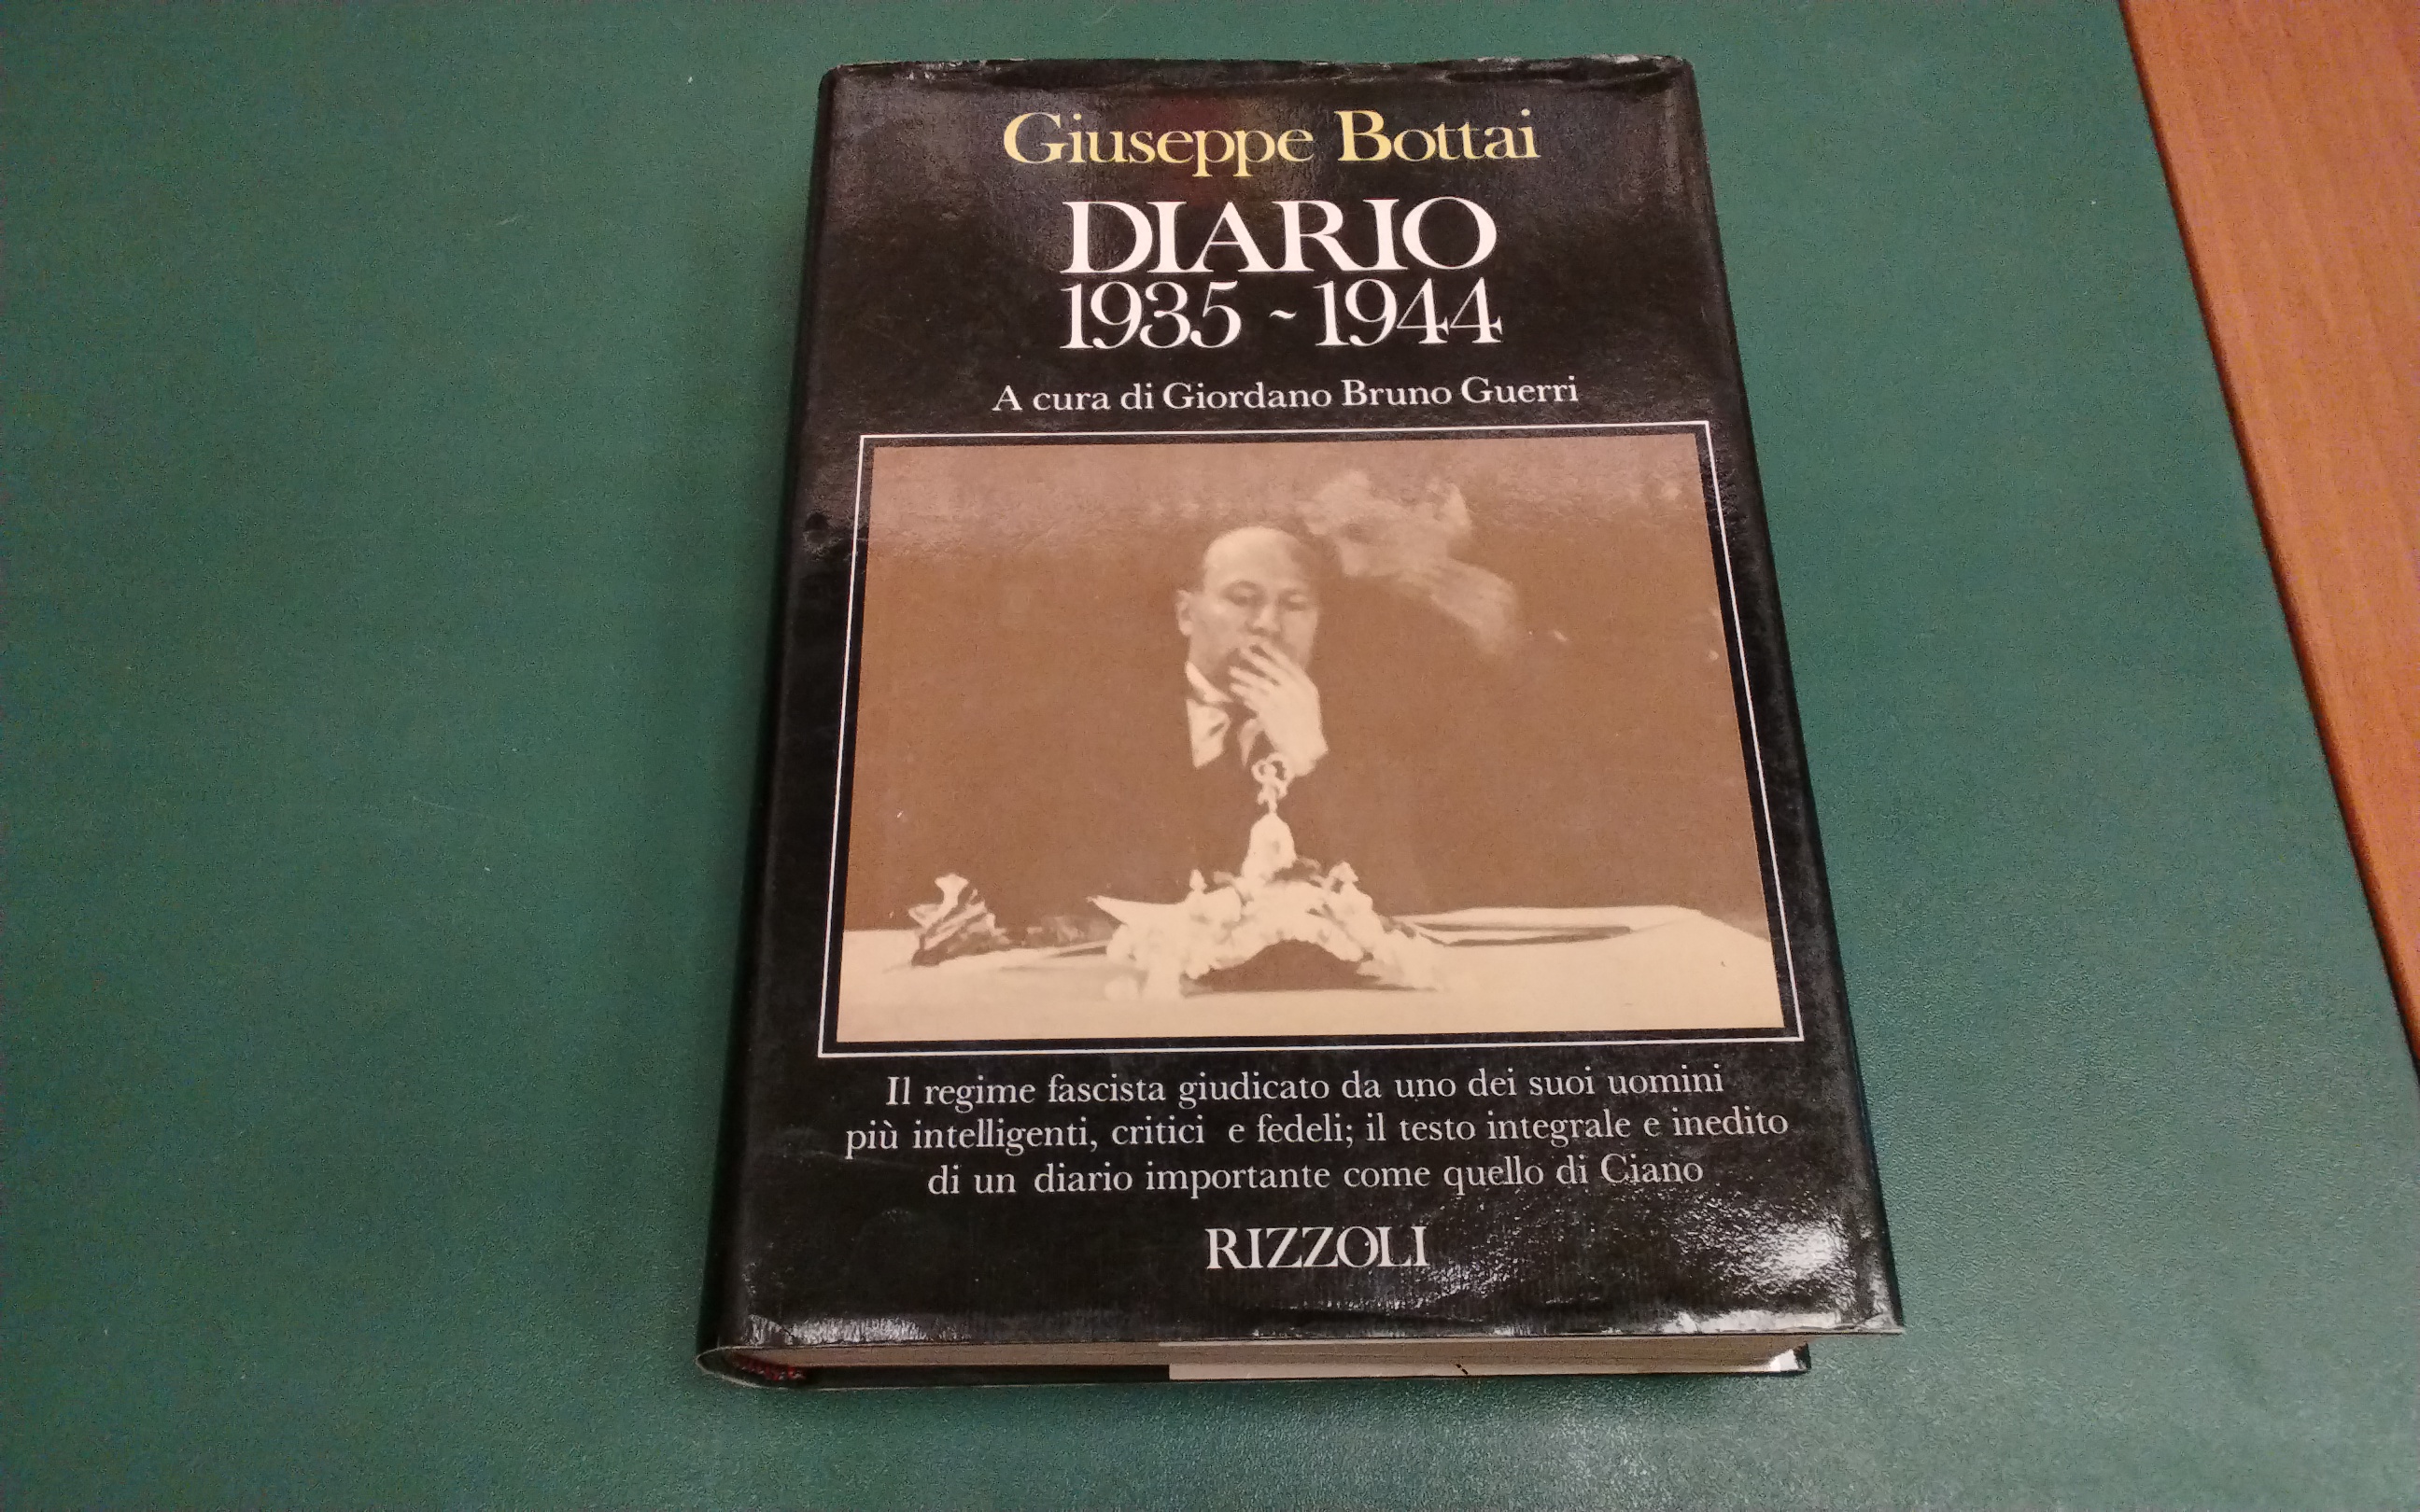 Giuseppe Bottai
DIARIO
1935~1944
A cura di Giordano Bruno Guerri
Il regime fascista giudicato da uno dei suoi uomini
più intelligenti, critici e fedeli; il testo integrale e inedito
di un diario importante come quello di Ciano
RIZZOLI